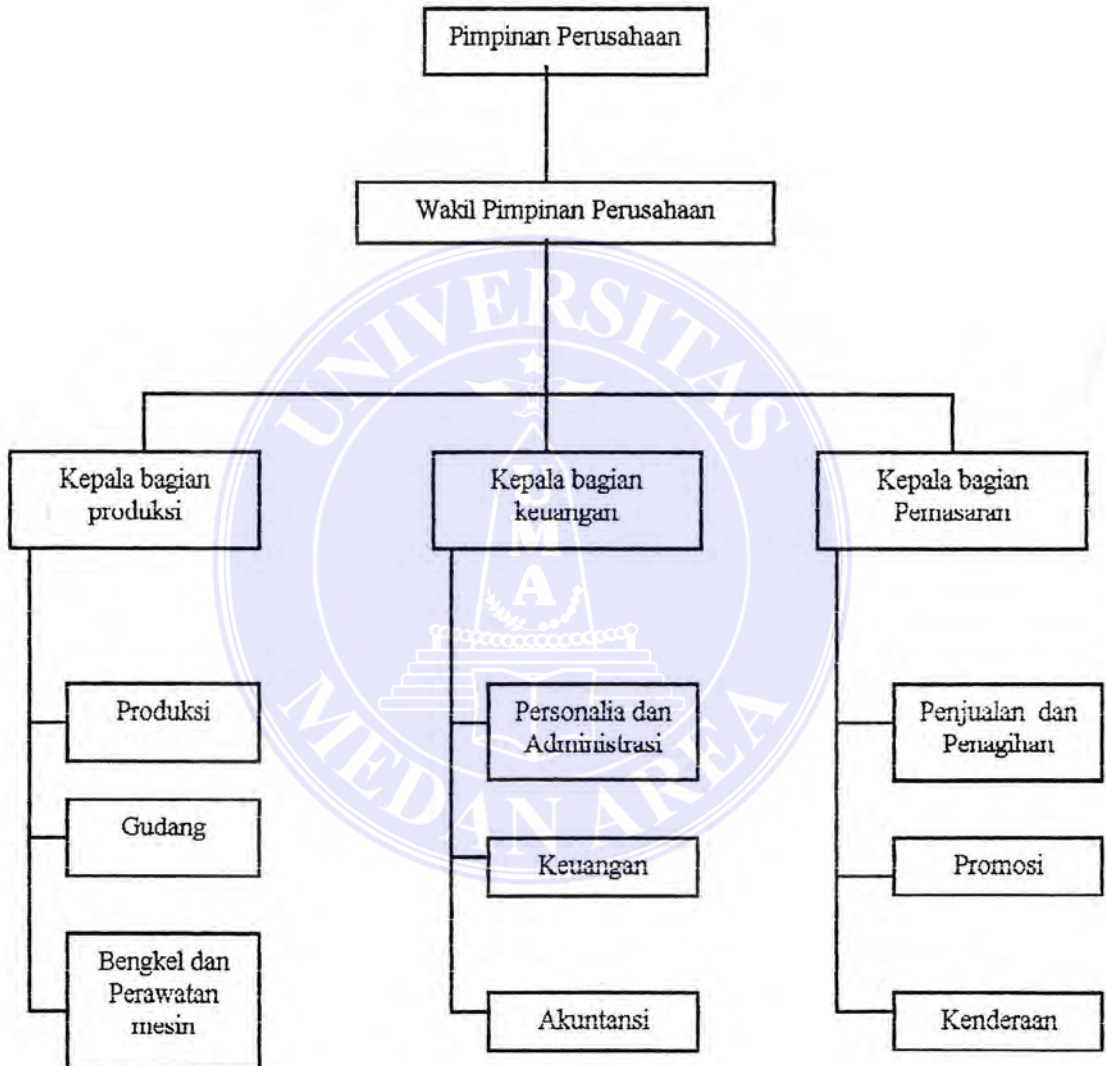 Pimpinan Perusahaan
Wakil Pimpinan Perusahaan
Kepala bagian
produksi
Kepala bagian
keuangan
Kepala bagian
Pemasaran
Produksi
Gudang
Bengkel dan
Perawatan
mesin
Personalia dan
Administrasi
Keuangan
Akuntansi
Penjualan dan
Penagihan
Promosi
Kenderaan
UNIVERSITAS
MEDAN AREA
U
M
A